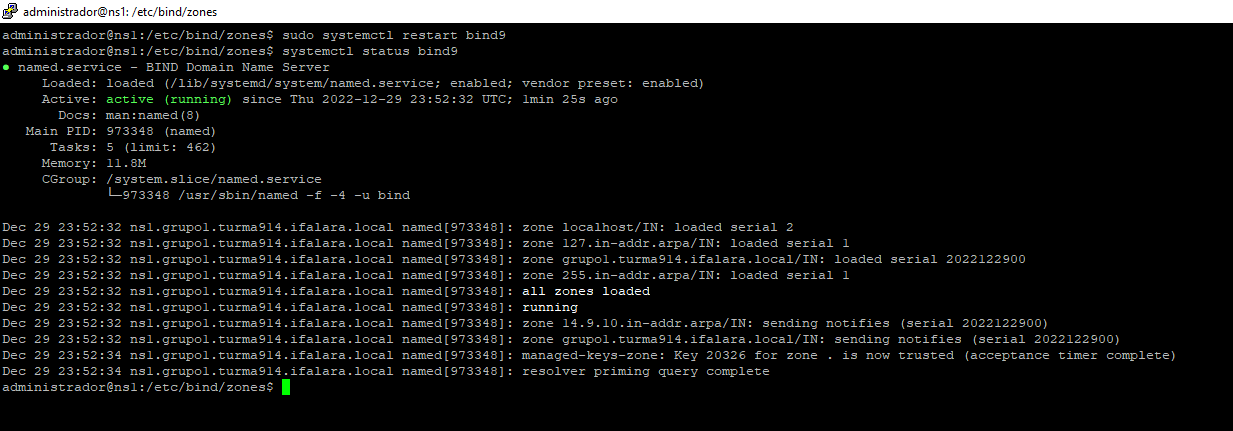 administrador@ns1: /etc/bind/zones
administrador@ns1:/etc/bind/zones$ sudo systemctl restart bind9
administrador@ns1:/etc/bind/zones$ systemctl status bind9
● named.service - BIND Domain Name Server
Loaded: loaded (/lib/systemd/system/named.service; enabled; vendor preset: enabled)
Active: active (running) since Thu 2022-12-29 23:52:32 UTC; 1min 25s ago
Docs: man:named(8)
Main PID: 973348 (named)
Tasks: 5 (limit: 462)
Memory: 11.8M
CGroup: /system.slice/named.service
└─973348 /usr/sbin/named -f -4 -u bind
Dec 29 23:52:32 ns1.grupo1.turma914.ifalara.local named[973348]: zone localhost/IN: loaded serial 2
Dec 29 23:52:32 ns1.grupo1.turma914.ifalara.local named[973348]: zone 127.in-addr.arpa/IN: loaded serial 1
Dec 29 23:52:32 ns1.grupo1.turma914.ifalara.local named[973348]: zone grupo1.turma914.ifalara.local/IN: loaded serial 2022122900
Dec 29 23:52:32 ns1.grupo1.turma914.ifalara.local named[973348]: zone 255.in-addr.arpa/IN: loaded serial 1
Dec 29 23:52:32 ns1.grupo1.turma914.ifalara.local named[973348]: all zones loaded
Dec 29 23:52:32 ns1.grupo1.turma914.ifalara.local named[973348]: running
Dec 29 23:52:32 ns1.grupo1.turma914.ifalara.local named[973348]: zone 14.9.10.in-addr.arpa/IN: sending notifies (serial 2022122900)
Dec 29 23:52:32 ns1.grupo1.turma914.ifalara.local named[973348]: zone grupo1.turma914.ifalara.local/IN: sending notifies (serial 2022122900)
Dec 29 23:52:34 ns1.grupo1.turma914.ifalara.local named[973348]: managed-keys-zone: Key 20326 for zone . is now trusted (acceptance timer complete)
Dec 29 23:52:34 ns1.grupo1.turma914.ifalara.local named[973348]: resolver priming query complete
administrador@ns1:/etc/bind/zones$